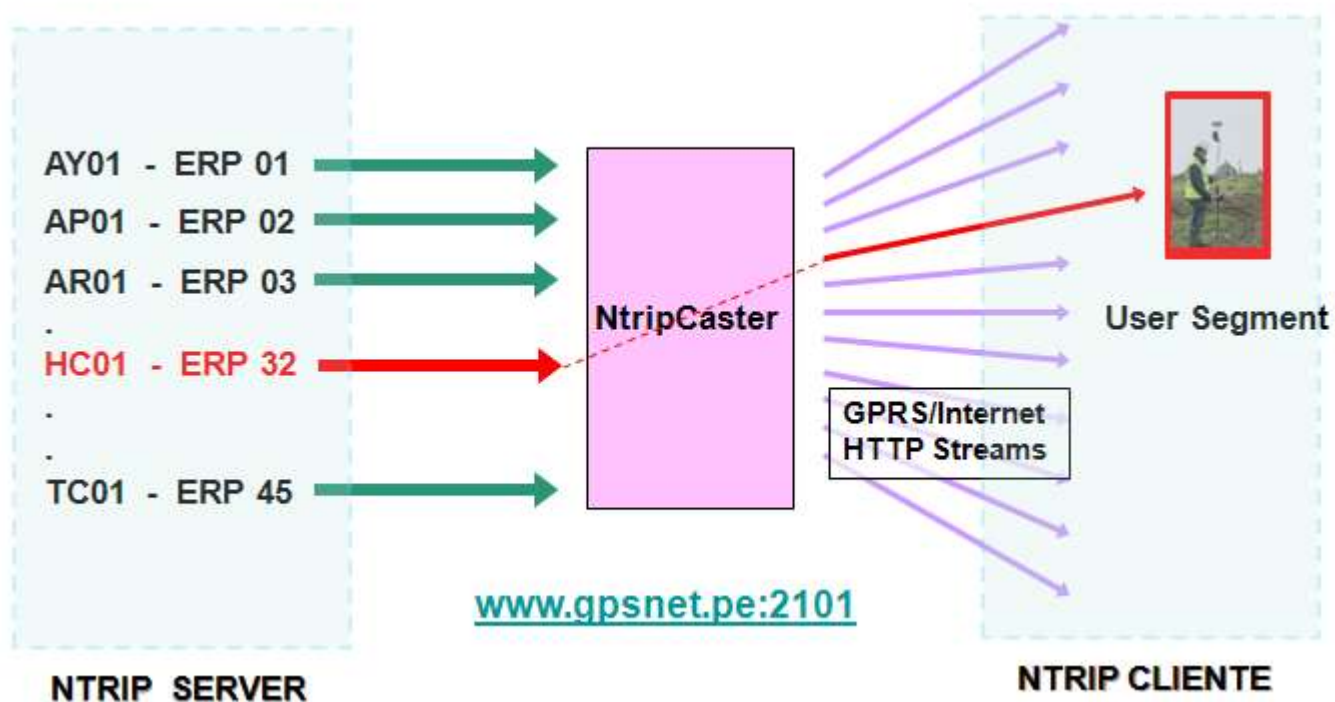 AY01 - ERP 01
AP01 - ERP 02
AR01 - ERP 03
.
HC01 - ERP 32
.
.
TC01 - ERP 45
NtripCaster
User Segment
GPRS/Internet
HTTP Streams
www.gpsnet.pe:2101
NTRIP SERVER
NTRIP CLIENTE